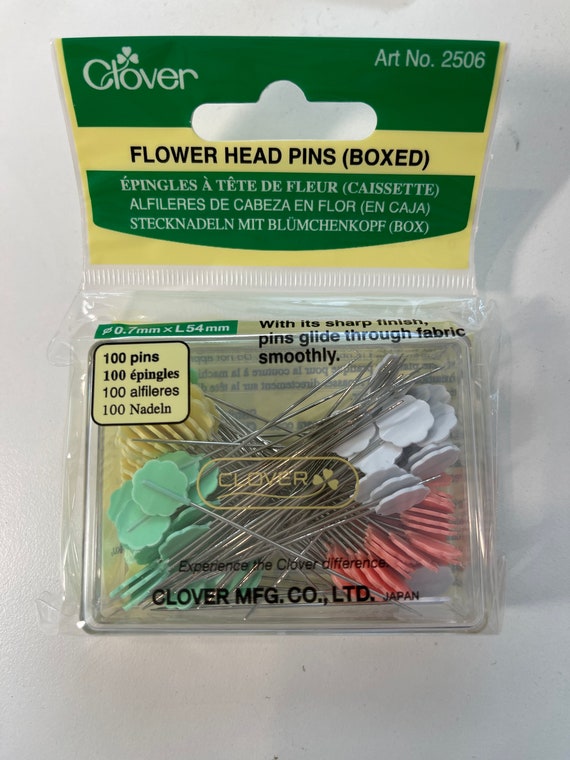 Clover
Art No. 2506
FLOWER HEAD PINS (BOXED)
ÉPINGLES À TÊTE DE FLEUR (CAISSETTE)
ALFILERES DE CABEZA EN FLOR (EN CAJA)
STECKNADELN MIT BLÜMCHENKOPF (BOX)
ø0.7mm×L54mm
With its sharp finish,
pins glide through fabric
smoothly.
100 pins
100 épingles
100 alfileres
100 Nadeln
CLOVER
Experience the Clover difference.
CLOVER MFG. CO., LTD. JAPAN